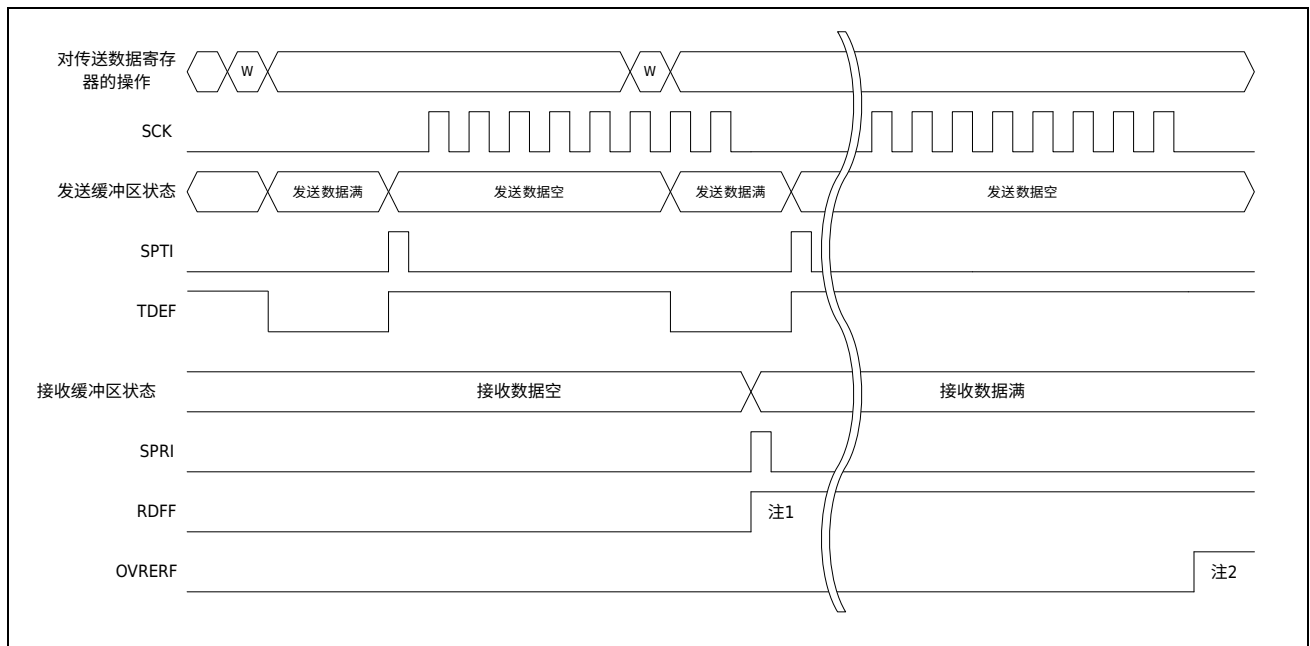 对传送数据寄存
器的操作
W
W
SCK
发送缓冲区状态
发送数据满
发送数据空
发送数据满
发送数据空
SPTI
TDEF
接收缓冲区状态
接收数据空
接收数据满
SPRI
RDFF
注1
OVRERF
注2